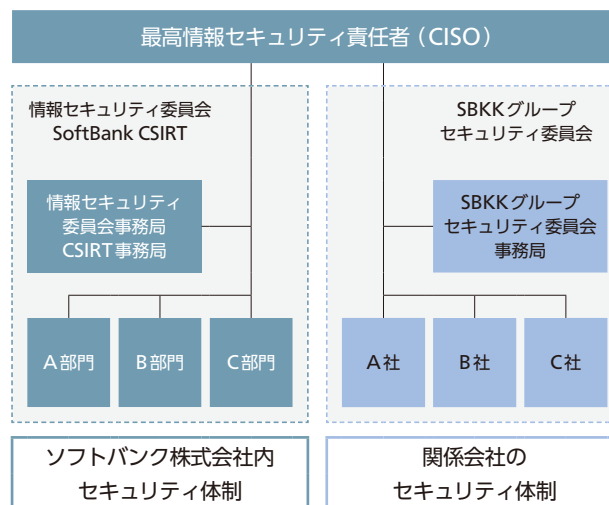 最高情報セキュリティ責任者（CISO）
情報セキュリティ委員会
SoftBank CSIRT
情報セキュリティ
委員会事務局
CSIRT事務局
A部門
B部門
C部門
ソフトバンク株式会社内
セキュリティ体制
SBKKグループ
セキュリティ委員会
SBKKグループ
セキュリティ委員会
事務局
A社
B社
C社
関係会社の
セキュリティ体制